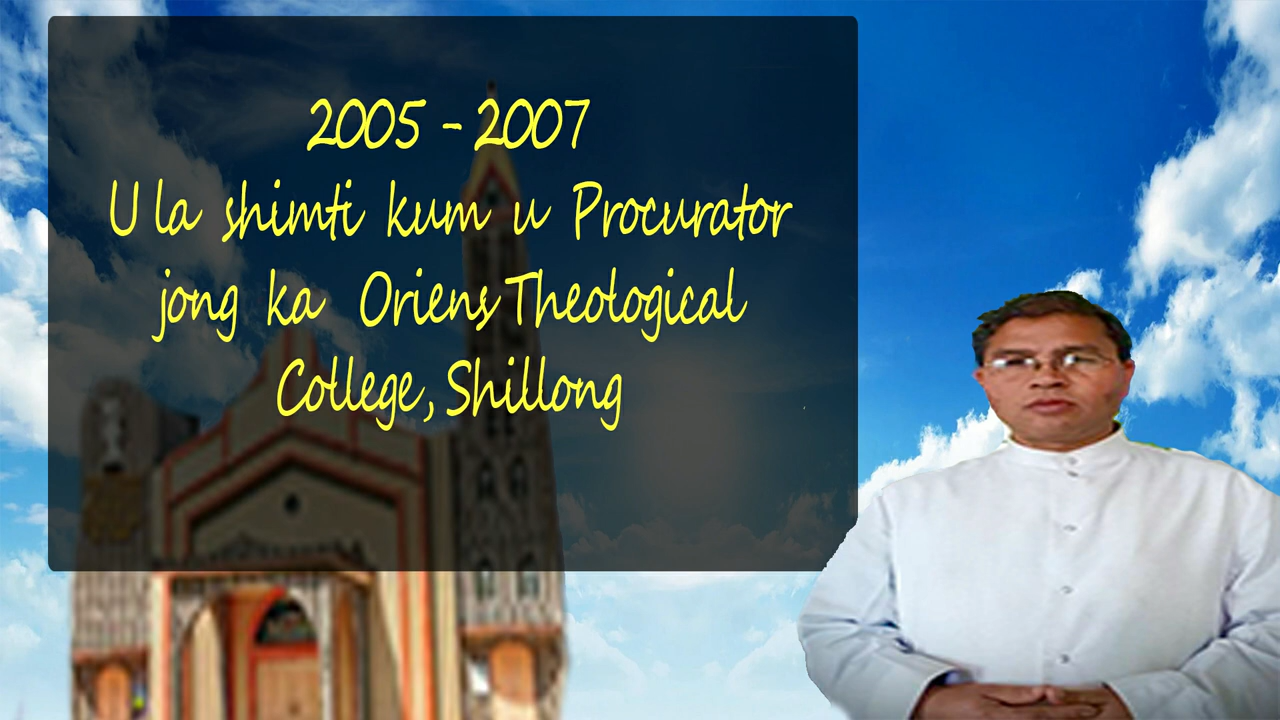 2005 - 2007
U la shimti kum u Procurator
jong ka Oriens Theological
College, Shillong